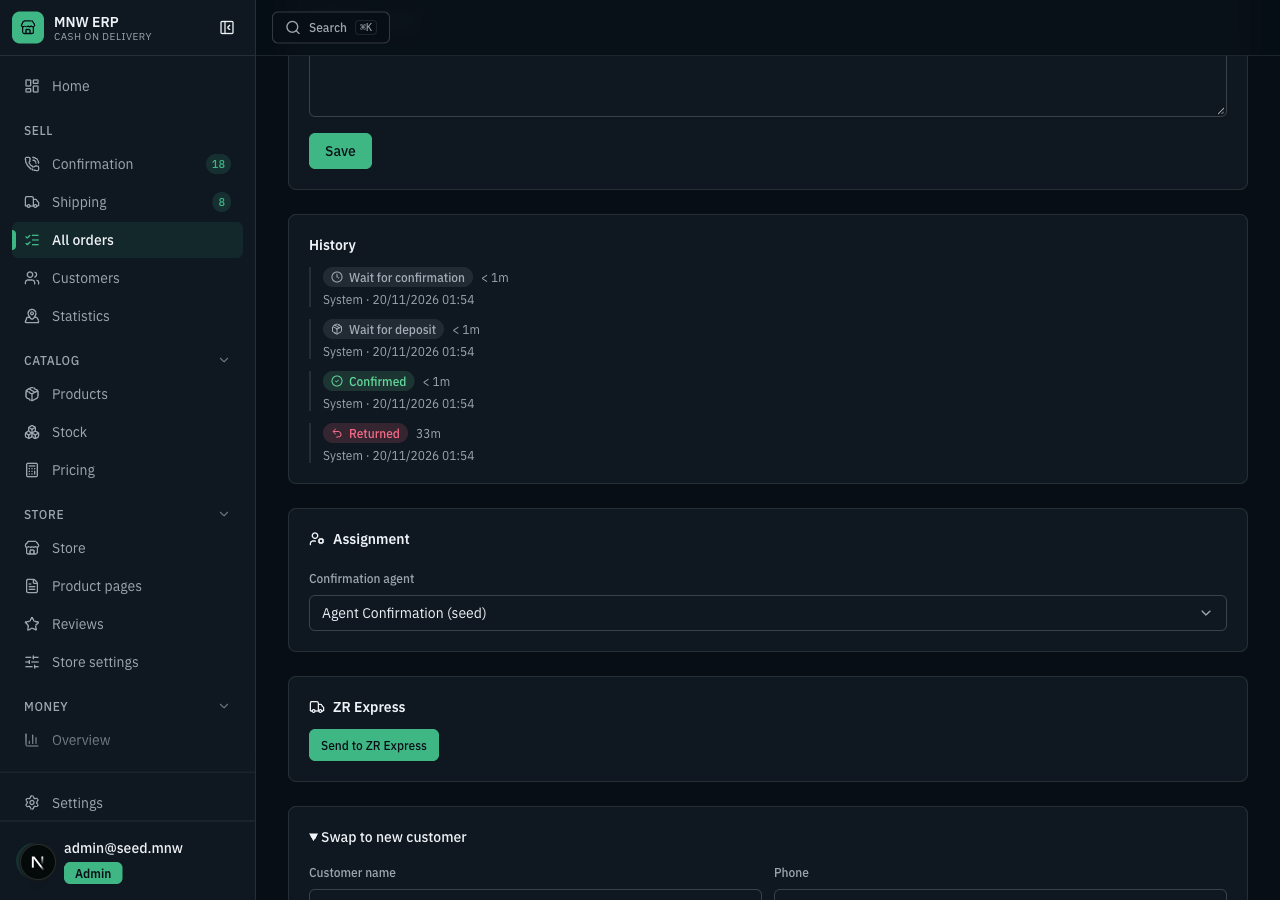 MNW ERP
CASH ON DELIVERY
Search ⌘K
Home
SELL
Confirmation 18
Shipping 8
All orders
Customers
Statistics
CATALOG
Products
Stock
Pricing
STORE
Store
Product pages
Reviews
Store settings
MONEY
Overview
Settings
N
admin@seed.mnw
Admin
Save
History
Wait for confirmation < 1m
System · 20/11/2026 01:54
Wait for deposit < 1m
System · 20/11/2026 01:54
Confirmed < 1m
System · 20/11/2026 01:54
Returned 33m
System · 20/11/2026 01:54
Assignment
Confirmation agent
Agent Confirmation (seed)
ZR Express
Send to ZR Express
Swap to new customer
Customer name Phone